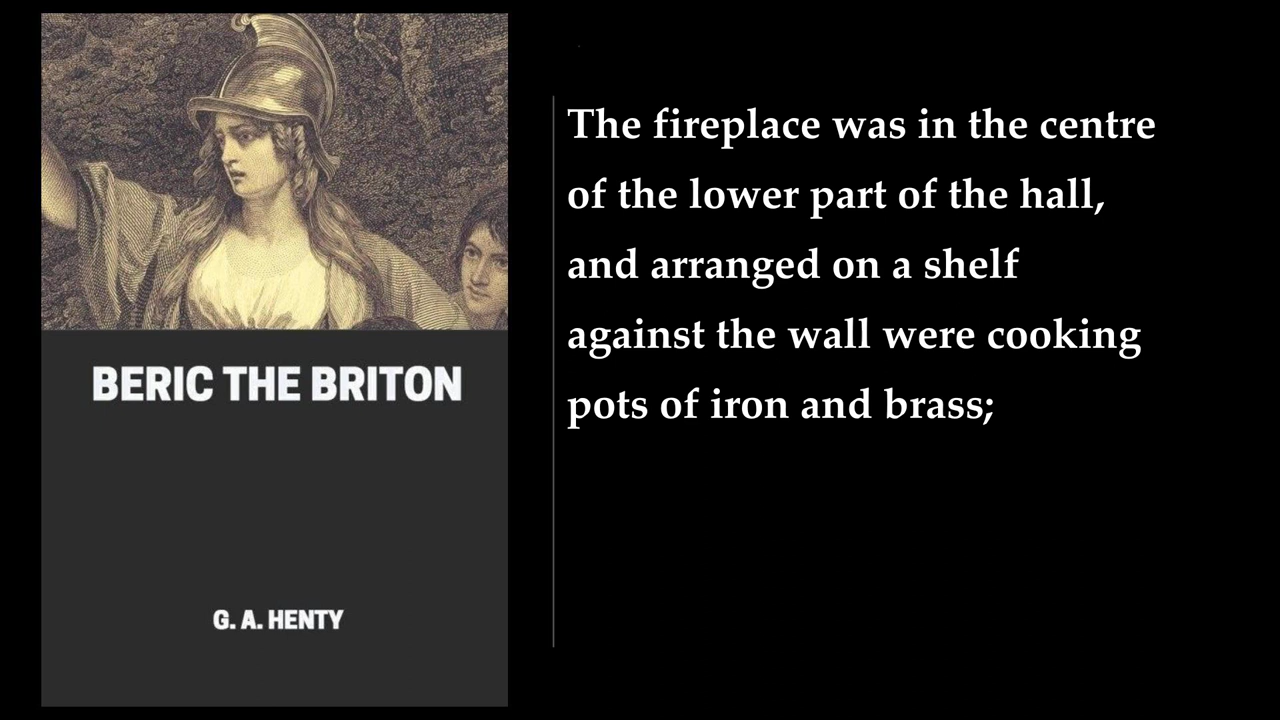 BERIC THE BRITON
G. A. HENTY
The fireplace was in the centre
of the lower part of the hall,
and arranged on a shelf
against the wall were cooking
pots of iron and brass;